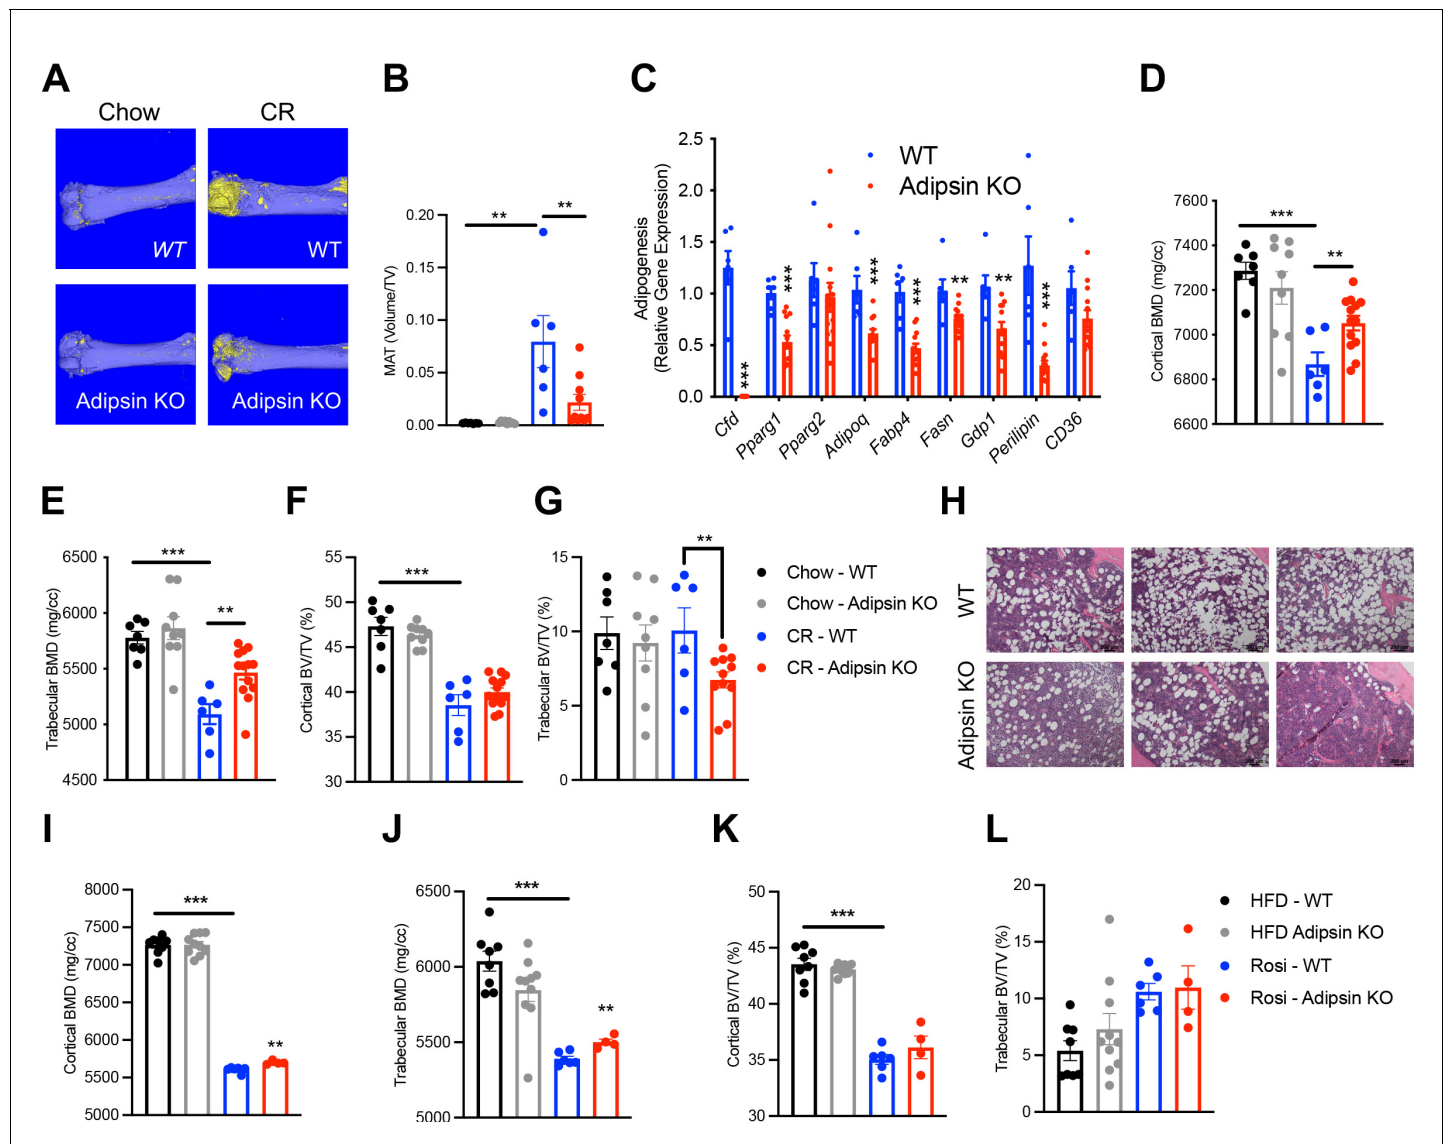 A
Chow
CR
WT
WT
Adipsin KO
Adipsin KO
B
MAT (Volume/TV)
0.20
0.15
0.10
0.05
0.00
**
**
C
Adipogenesis
(Relative Gene Expression)
2.5
2.0
1.5
1.0
0.5
0.0
WT
Adipsin KO
***
***
***
***
**
**
***
Cfd
Pparg1
Pparg2
Adipoq
Fabp4
Fasn
Gdp1
Perilipin
CD36
D
Cortical BMD (mg/cc)
7600
7400
7200
7000
6800
6600
***
**
E
Trabecular BMD (mg/cc)
6500
6000
5500
5000
4500
***
**
F
Cortical BV/TV (%)
55
50
45
40
35
30
***
G
Trabecular BV/TV (%)
15
10
5
0
**
Chow - WT
Chow - Adipsin KO
CR - WT
CR - Adipsin KO
H
WT
Adipsin KO
I
Cortical BMD (mg/cc)
8000
7500
7000
6500
6000
5500
5000
***
**
J
Trabecular BMD (mg/cc)
6500
6000
5500
5000
***
**
K
Cortical BV/TV (%)
50
45
40
35
30
***
L
Trabecular BV/TV (%)
20
15
10
5
0
HFD - WT
HFD Adipsin KO
Rosi - WT
Rosi - Adipsin KO